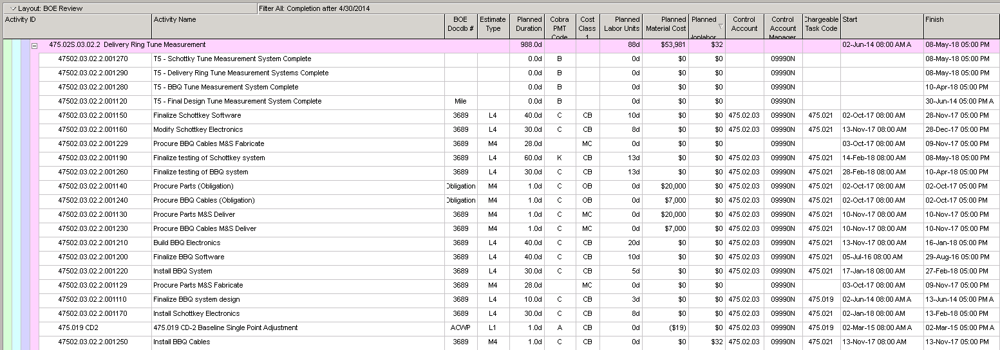 Layout: BOE Review Filter All: Completion after 4/30/2014
Activity ID Activity Name BOE Estimate Planned Cobra Cost Planned Planned Planned Control Control Chargeable Start Finish
Docdb # Type Duration PMT Class Labor Units Material Cost Account Account Task Code
Code 1 Joplabor Manager
475.02S.03.02.2 Delivery Ring Tune Measurement 988.0d 88d $53,981 $32 02-Jun-14 08:00 AM A 08-May-18 05:00 PM
47502.03.02.2.001270 T5 - Schottky Tune Measurement System Complete 0.0d B 0d $0 $0 09990N 08-May-18 05:00 PM
47502.03.02.2.001290 T5 - Delivery Ring Tune Measurement Systems Complete 0.0d B 0d $0 $0 09990N 08-May-18 05:00 PM
47502.03.02.2.001280 T5 - BBQ Tune Measurement System Complete 0.0d B 0d $0 $0 09990N 10-Apr-18 05:00 PM
47502.03.02.2.001120 T5 - Final Design Tune Measurement System Complete Mile 0.0d B 0d $0 $0 09990N 30-Jun-14 05:00 PM A
47502.03.02.2.001150 Finalize Schottkey Software 3689 L4 40.0d C CB 10d $0 $0 475.02.03 09990N 475.021 02-Oct-17 08:00 AM 28-Nov-17 05:00 PM
47502.03.02.2.001160 Modify Schottkey Electronics 3689 L4 30.0d C CB 8d $0 $0 475.02.03 09990N 475.021 13-Nov-17 08:00 AM 28-Dec-17 05:00 PM
47502.03.02.2.001229 Procure BBQ Cables M&S Fabricate 3689 M4 28.0d MC 0d $0 $0 09990N 03-Oct-17 08:00 AM 09-Nov-17 05:00 PM
47502.03.02.2.001190 Finalize testing of Schottkey system 3689 L4 60.0d K CB 13d $0 $0 475.02.03 09990N 475.021 14-Feb-18 08:00 AM 08-May-18 05:00 PM
47502.03.02.2.001260 Finalize testing of BBQ system 3689 L4 30.0d C CB 13d $0 $0 475.02.03 09990N 475.021 28-Feb-18 08:00 AM 10-Apr-18 05:00 PM
47502.03.02.2.001140 Procure Parts (Obligation) Obligation M4 1.0d C OB 0d $20,000 $0 475.02.03 09990N 475.021 02-Oct-17 08:00 AM 02-Oct-17 05:00 PM
47502.03.02.2.001240 Procure BBQ Cables (Obligation) Obligation M4 1.0d C OB 0d $7,000 $0 475.02.03 09990N 475.021 02-Oct-17 08:00 AM 02-Oct-17 05:00 PM
47502.03.02.2.001130 Procure Parts M&S Deliver 3689 M4 1.0d C MC 0d $20,000 $0 475.02.03 09990N 475.021 10-Nov-17 08:00 AM 10-Nov-17 05:00 PM
47502.03.02.2.001230 Procure BBQ Cables M&S Deliver 3689 M4 1.0d C MC 0d $7,000 $0 475.02.03 09990N 475.021 10-Nov-17 08:00 AM 10-Nov-17 05:00 PM
47502.03.02.2.001210 Build BBQ Electronics 3689 L4 40.0d C CB 20d $0 $0 475.02.03 09990N 475.021 13-Nov-17 08:00 AM 16-Jan-18 05:00 PM
47502.03.02.2.001200 Finalize BBQ Software 3689 L4 40.0d C CB 10d $0 $0 475.02.03 09990N 475.021 05-Jul-16 08:00 AM 29-Aug-16 05:00 PM
47502.03.02.2.001220 Install BBQ System 3689 L4 30.0d C CB 5d $0 $0 475.02.03 09990N 475.021 17-Jan-18 08:00 AM 27-Feb-18 05:00 PM
47502.03.02.2.001129 Procure Parts M&S Fabricate 3689 M4 28.0d MC 0d $0 $0 09990N 03-Oct-17 08:00 AM 09-Nov-17 05:00 PM
47502.03.02.2.001110 Finalize BBQ system design 3689 L4 10.0d C CB 3d $0 $0 475.02.03 09990N 475.019 02-Jun-14 08:00 AM A 13-Jun-14 05:00 PM A
47502.03.02.2.001170 Install Schottkey Electronics 3689 L4 30.0d C CB 8d $0 $0 475.02.03 09990N 475.021 02-Jan-18 08:00 AM 13-Feb-18 05:00 PM
475.019 CD2 475.019 CD-2 Baseline Single Point Adjustment ACWP L1 1.0d A CB 0d ($19) $0 475.02.03 09990N 475.019 02-Mar-15 08:00 AM A 02-Mar-15 05:00 PM A
47502.03.02.2.001250 Install BBQ Cables 3689 M4 1.0d C CB 0d $0 $32 475.02.03 09990N 475.021 13-Nov-17 08:00 AM 13-Nov-17 05:00 PM